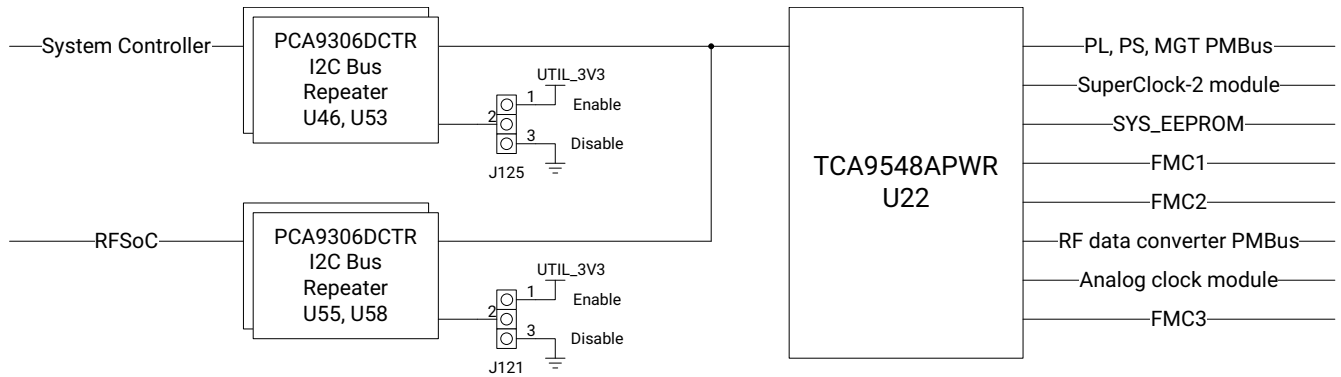 System Controller
PCA9306DCTR
I2C Bus
Repeater
U46, U53
UTIL_3V3
1
Enable
2
3
Disable
J125
RFSoC
PCA9306DCTR
I2C Bus
Repeater
U55, U58
UTIL_3V3
1
Enable
2
3
Disable
J121
TCA9548APWR
U22
PL, PS, MGT PMBus
SuperClock-2 module
SYS_EEPROM
FMC1
FMC2
RF data converter PMBus
Analog clock module
FMC3